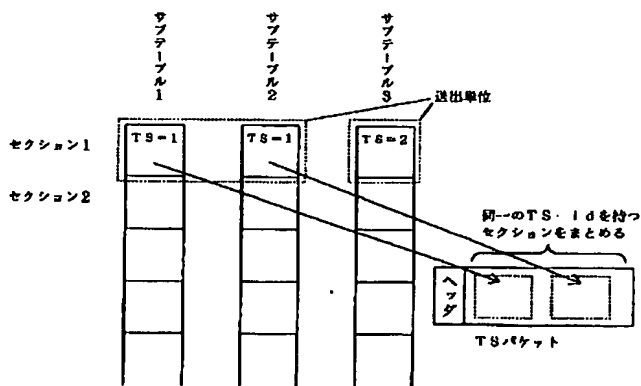 サブテーブル1
サブテーブル2
サブテーブル3
送出単位
セクション1
TS=1
TS=1
TS=2
セクション2
同一のTS・idを持つ
セクションをまとめる
ヘッダ
TSパケット